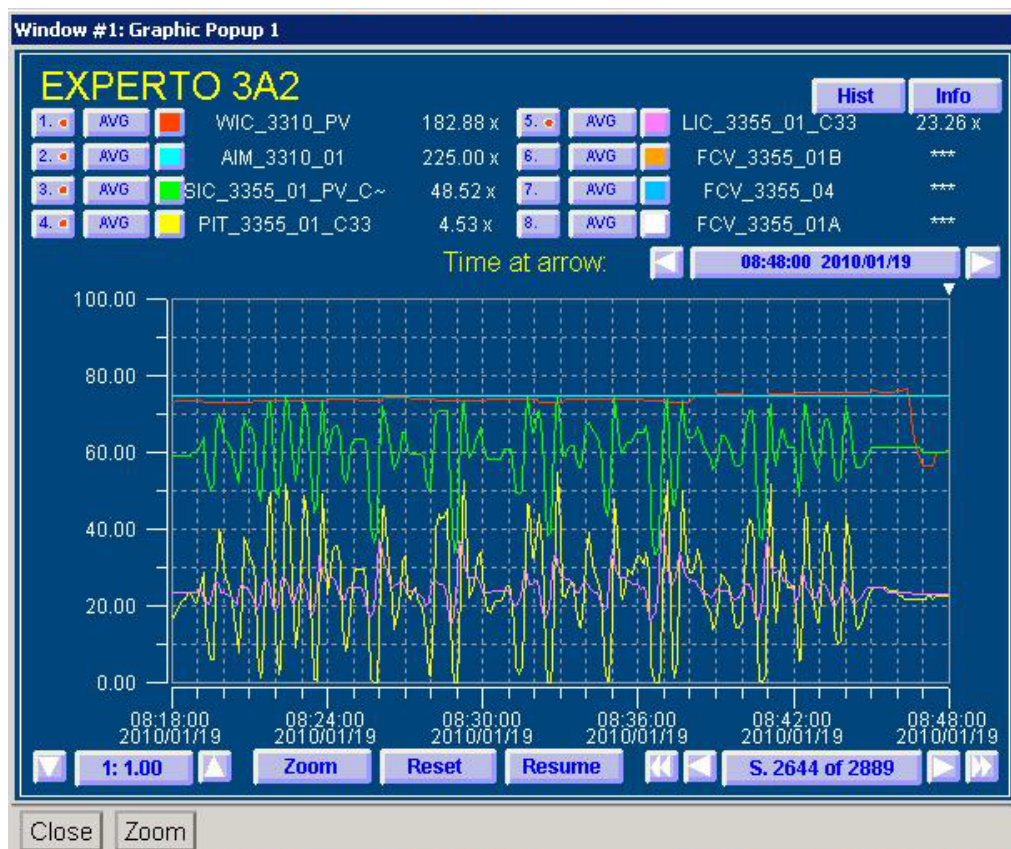 Window #1: Graphic Popup 1
EXPERTO 3A2
Hist Info
1. AVG WIC_3310_PV 182.88 x 5. AVG LIC_3355_01_C33 23.26 x
2. AVG AIM_3310_01 225.00 x 6. AVG FCV_3355_01B ***
3. AVG SIC_3355_01_PV_C~ 48.52 x 7. AVG FCV_3355_04 ***
4. AVG PIT_3355_01_C33 4.53 x 8. AVG FCV_3355_01A ***
Time at arrow: 08:48:00 2010/01/19
100.00
80.00
60.00
40.00
20.00
0.00
08:18:00 08:24:00 08:30:00 08:36:00 08:42:00 08:48:00
2010/01/19 2010/01/19 2010/01/19 2010/01/19 2010/01/19 2010/01/19
1: 1.00 Zoom Reset Resume S. 2644 of 2889
Close Zoom